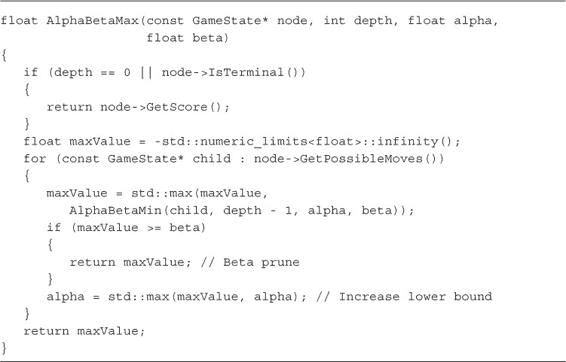 float AlphaBetaMax(const GameState* node, int depth, float alpha,
                   float beta)
{
   if (depth == 0 || node->IsTerminal())
   {
      return node->GetScore();
   }
   float maxValue = -std::numeric_limits<float>::infinity();
   for (const GameState* child : node->GetPossibleMoves())
   {
      maxValue = std::max(maxValue,
         AlphaBetaMin(child, depth - 1, alpha, beta));
      if (maxValue >= beta)
      {
         return maxValue; // Beta prune
      }
      alpha = std::max(maxValue, alpha); // Increase lower bound
   }
   return maxValue;
}